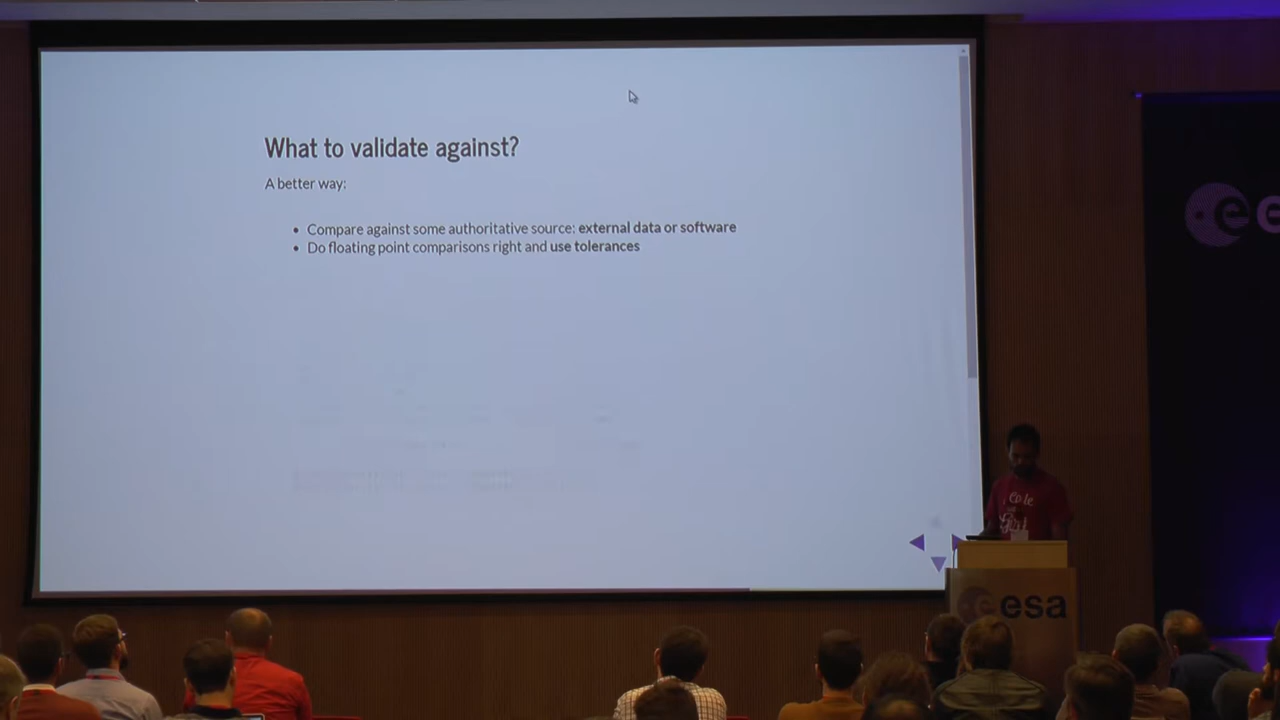 What to validate against?
A better way:
Compare against some authoritative source: external data or software
Do floating point comparisons right and use tolerances
esa